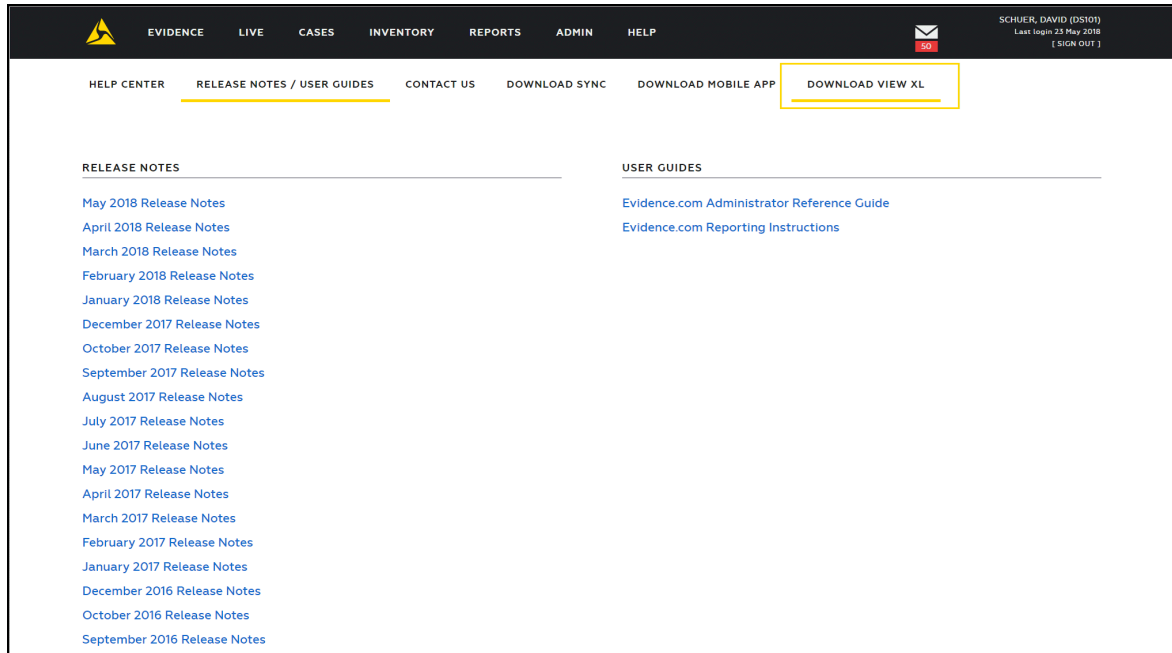 EVIDENCE LIVE CASES INVENTORY REPORTS ADMIN HELP
50
SCHUER, DAVID (DS101)
Last login 23 May 2018
[ SIGN OUT ]
HELP CENTER RELEASE NOTES / USER GUIDES CONTACT US DOWNLOAD SYNC DOWNLOAD MOBILE APP DOWNLOAD VIEW XL
RELEASE NOTES
May 2018 Release Notes
April 2018 Release Notes
March 2018 Release Notes
February 2018 Release Notes
January 2018 Release Notes
December 2017 Release Notes
October 2017 Release Notes
September 2017 Release Notes
August 2017 Release Notes
July 2017 Release Notes
June 2017 Release Notes
May 2017 Release Notes
April 2017 Release Notes
March 2017 Release Notes
February 2017 Release Notes
January 2017 Release Notes
December 2016 Release Notes
October 2016 Release Notes
September 2016 Release Notes
USER GUIDES
Evidence.com Administrator Reference Guide
Evidence.com Reporting Instructions